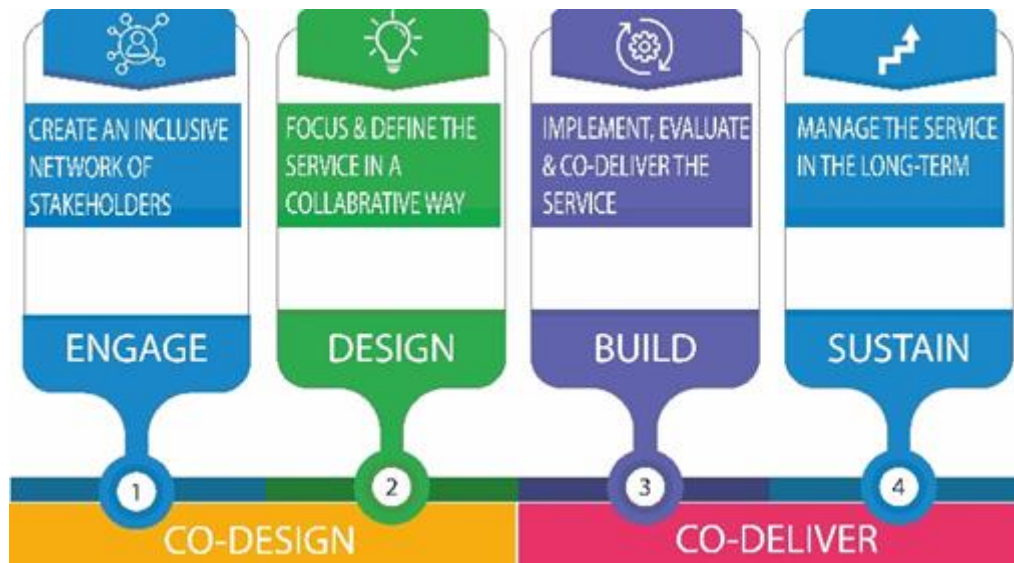 CREATE AN INCLUSIVE
NETWORK OF
STAKEHOLDERS
ENGAGE
1
FOCUS & DEFINE THE
SERVICE IN A
COLLABRATIVE WAY
DESIGN
2
IMPLEMENT, EVALUATE
& CO-DELIVER THE
SERVICE
BUILD
3
MANAGE THE SERVICE
IN THE LONG-TERM
SUSTAIN
4
CO-DESIGN
CO-DELIVER